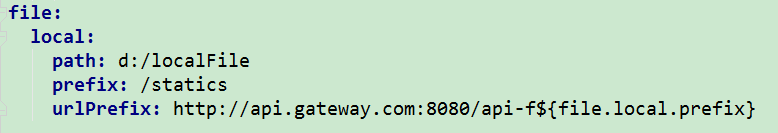 file:
  local:
    path: d:/localFile
    prefix: /statics
    urlPrefix: http://api.gateway.com:8080/api-f${file.local.prefix}